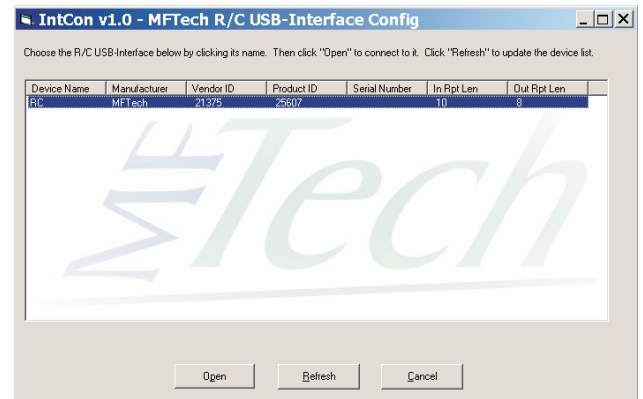 IntCon v1.0 - MFTech R/C USB-Interface Config
Choose the R/C USB-Interface below by clicking its name. Then click "Open" to connect to it. Click "Refresh" to update the device list.
Device Name Manufacturer Vendor ID Product ID Serial Number In Rpt Len Out Rpt Len
RC MFTech 21375 25607 10 8
MFTech
Open Refresh Cancel